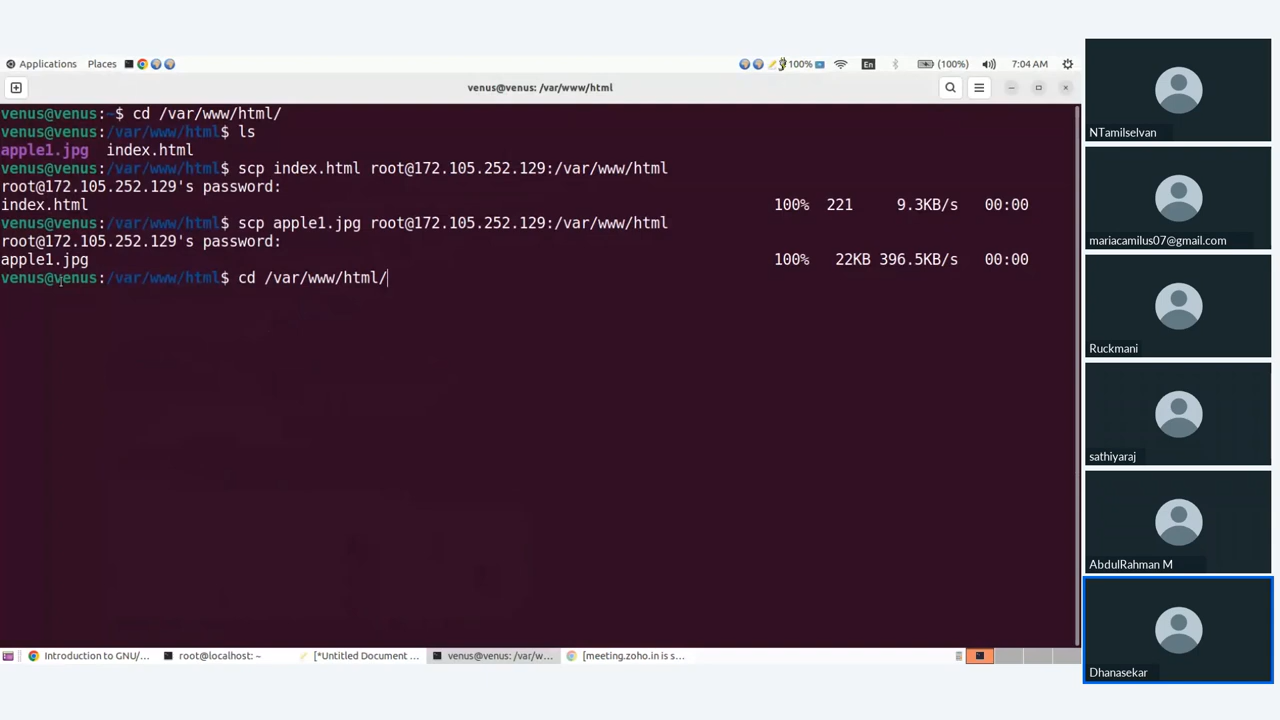 Applications Places 100% En (100%) 7:04 AM
venus@venus: /var/www/html
venus@venus:~$ cd /var/www/html/
venus@venus:/var/www/html$ ls
apple1.jpg index.html
venus@venus:/var/www/html$ scp index.html root@172.105.252.129:/var/www/html
root@172.105.252.129's password:
index.html 100% 221 9.3KB/s 00:00
venus@venus:/var/www/html$ scp apple1.jpg root@172.105.252.129:/var/www/html
root@172.105.252.129's password:
apple1.jpg 100% 22KB 396.5KB/s 00:00
venus@venus:/var/www/html$ cd /var/www/html/
Introduction to GNU/... root@localhost: ~ [*Untitled Document ... venus@venus: /var/w... [meeting.zoho.in is s...
NTamilselvan
mariacamilus07@gmail.com
Ruckmani
sathiyaraj
AbdulRahman M
Dhanasekar